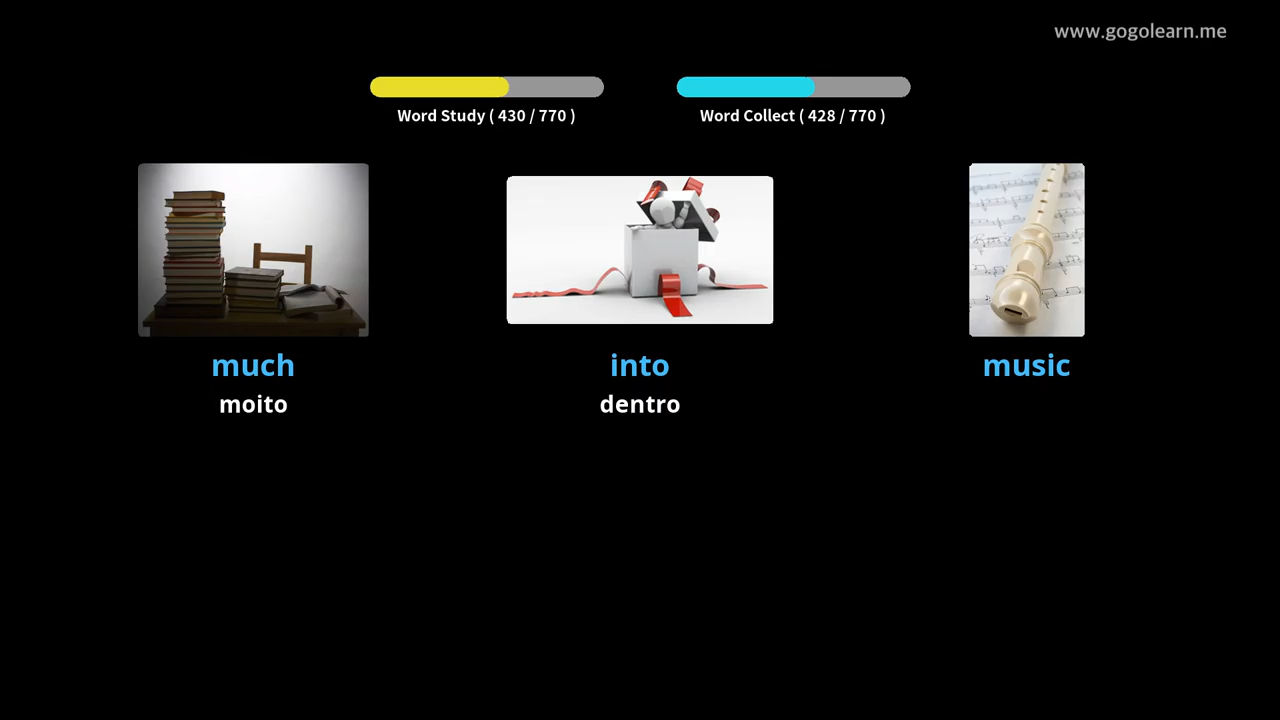 www.gogolearn.me
Word Study ( 430 / 770 )
Word Collect ( 428 / 770 )
much
into
music
moito
dentro